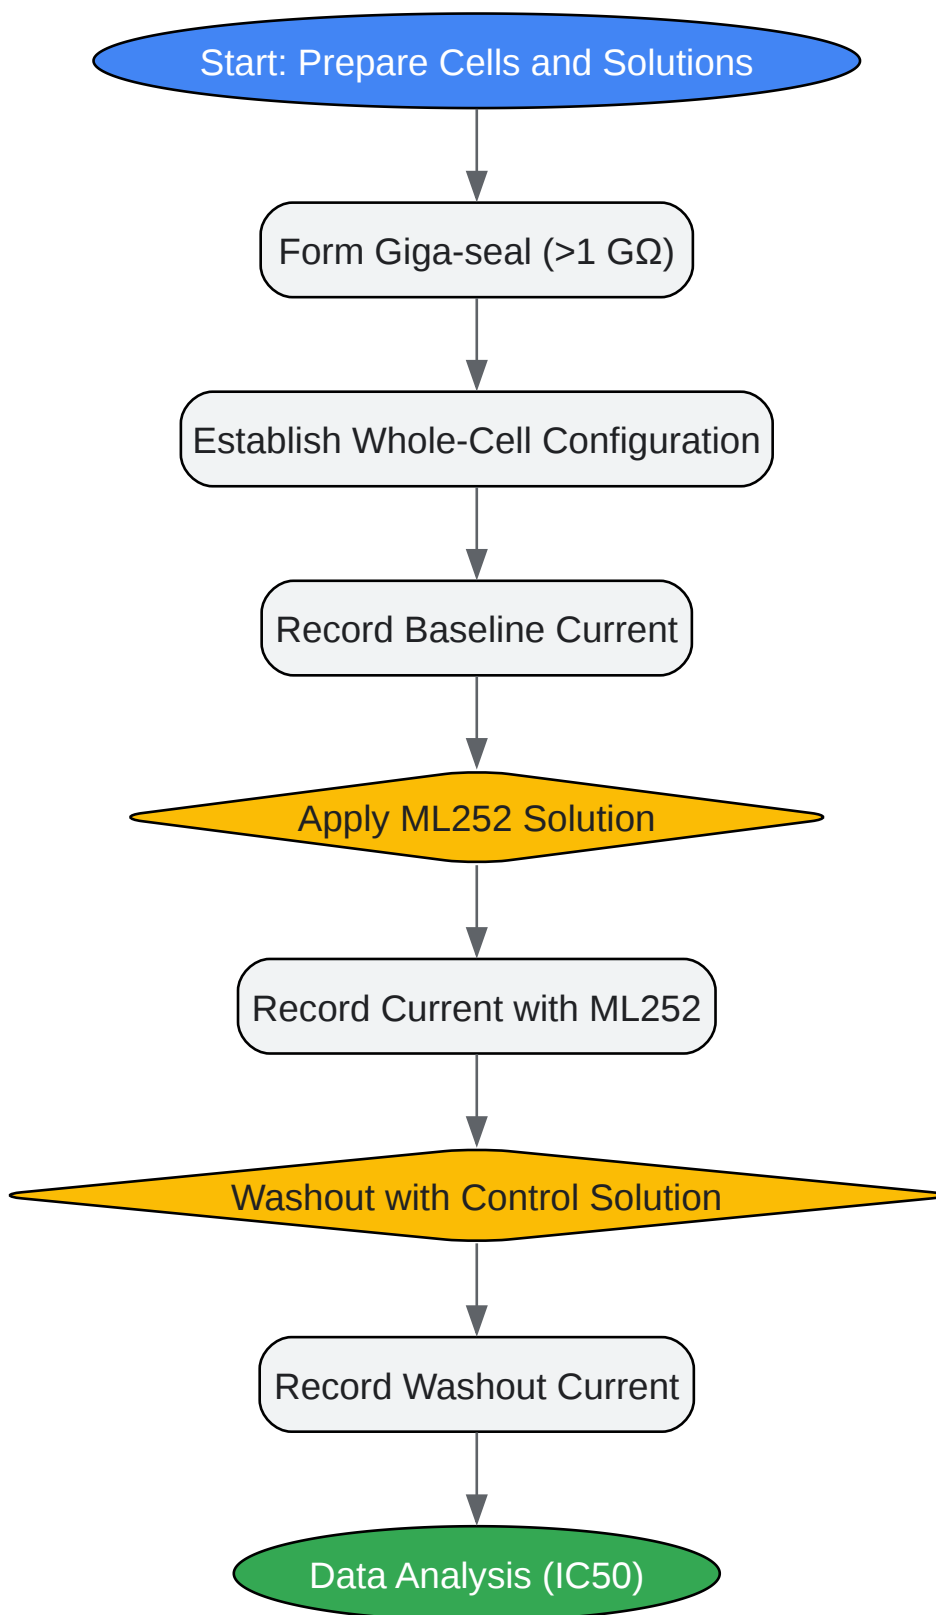 Start: Prepare Cells and Solutions
Form Giga-seal (>1 GΩ)
Establish Whole-Cell Configuration
Record Baseline Current
Apply ML252 Solution
Record Current with ML252
Washout with Control Solution
Record Washout Current
Data Analysis (IC50)